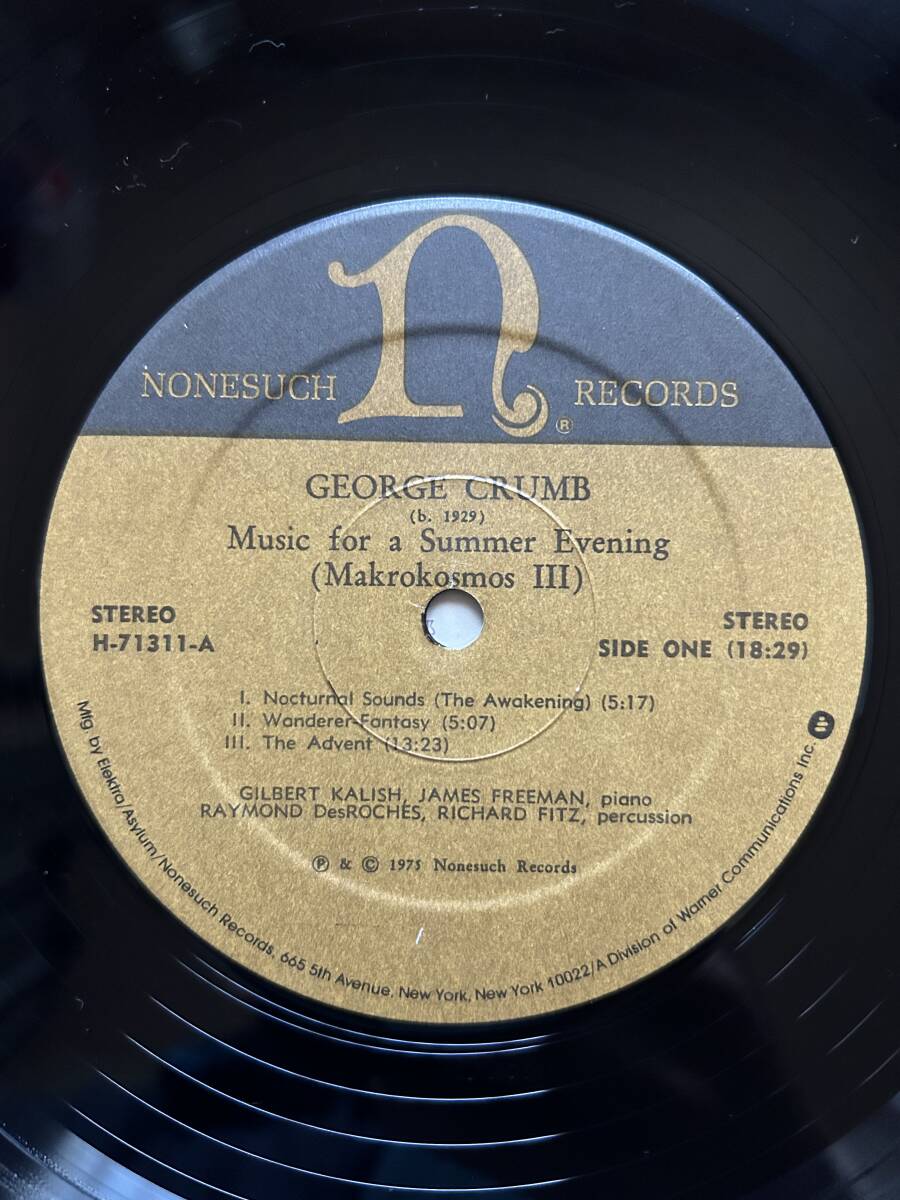 n
NONESUCH RECORDS
®
GEORGE CRUMB
(b. 1929)
Music for a Summer Evening
(Makrokosmos III)
STEREO
H-71311-A
STEREO
SIDE ONE (18:29)
I. Nocturnal Sounds (The Awakening) (5:17)
II. Wanderer-Fantasy (5:07)
III. The Advent (13:23)
GILBERT KALISH, JAMES FREEMAN, piano
RAYMOND DesROCHES, RICHARD FITZ, percussion
℗ & © 1975 Nonesuch Records
Mfg. by Elektra/Asylum/Nonesuch Records, 665 5th Avenue, New York, New York 10022/A Division of Warner Communications Inc.